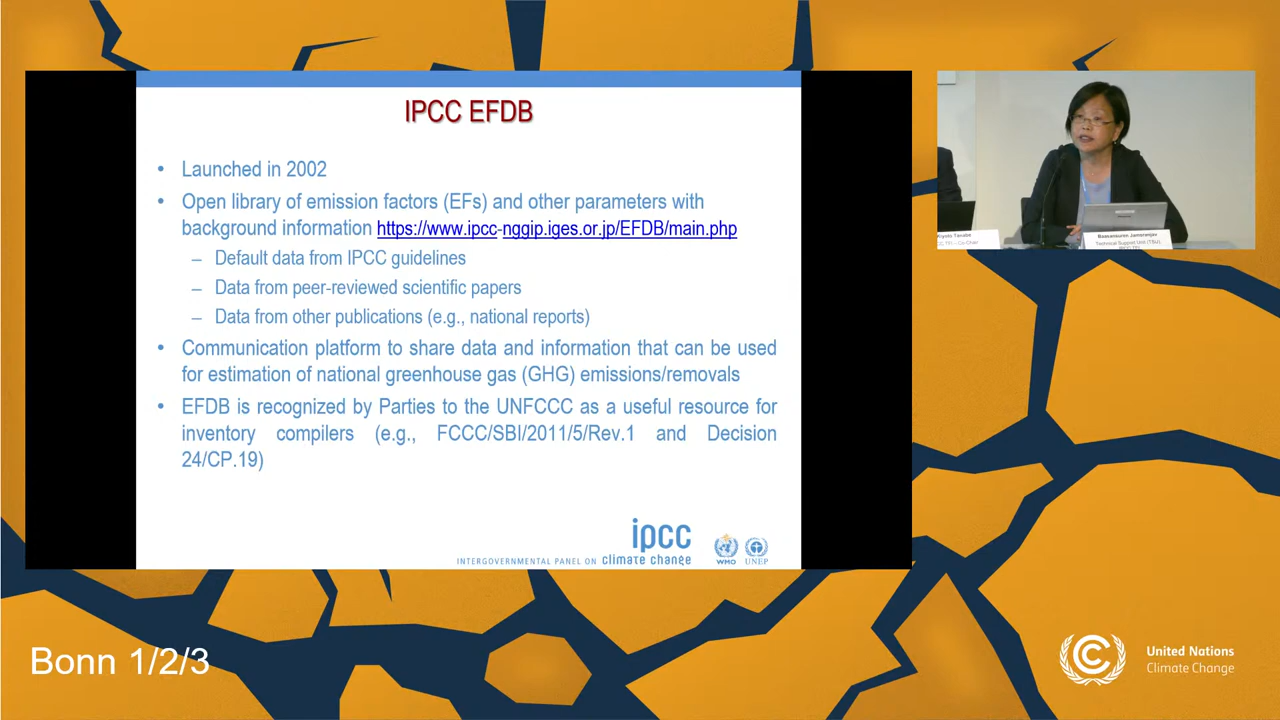 IPCC EFDB
• Launched in 2002
• Open library of emission factors (EFs) and other parameters with
background information https://www.ipcc-nggip.iges.or.jp/EFDB/main.php
– Default data from IPCC guidelines
– Data from peer-reviewed scientific papers
– Data from other publications (e.g., national reports)
• Communication platform to share data and information that can be used
for estimation of national greenhouse gas (GHG) emissions/removals
• EFDB is recognized by Parties to the UNFCCC as a useful resource for
inventory compilers (e.g., FCCC/SBI/2011/5/Rev.1 and Decision
24/CP.19)
ipcc
INTERGOVERNMENTAL PANEL ON climate change
WMO UNEP
Technical Support Unit (TSU),
Bonn 1/2/3
United Nations
Climate Change